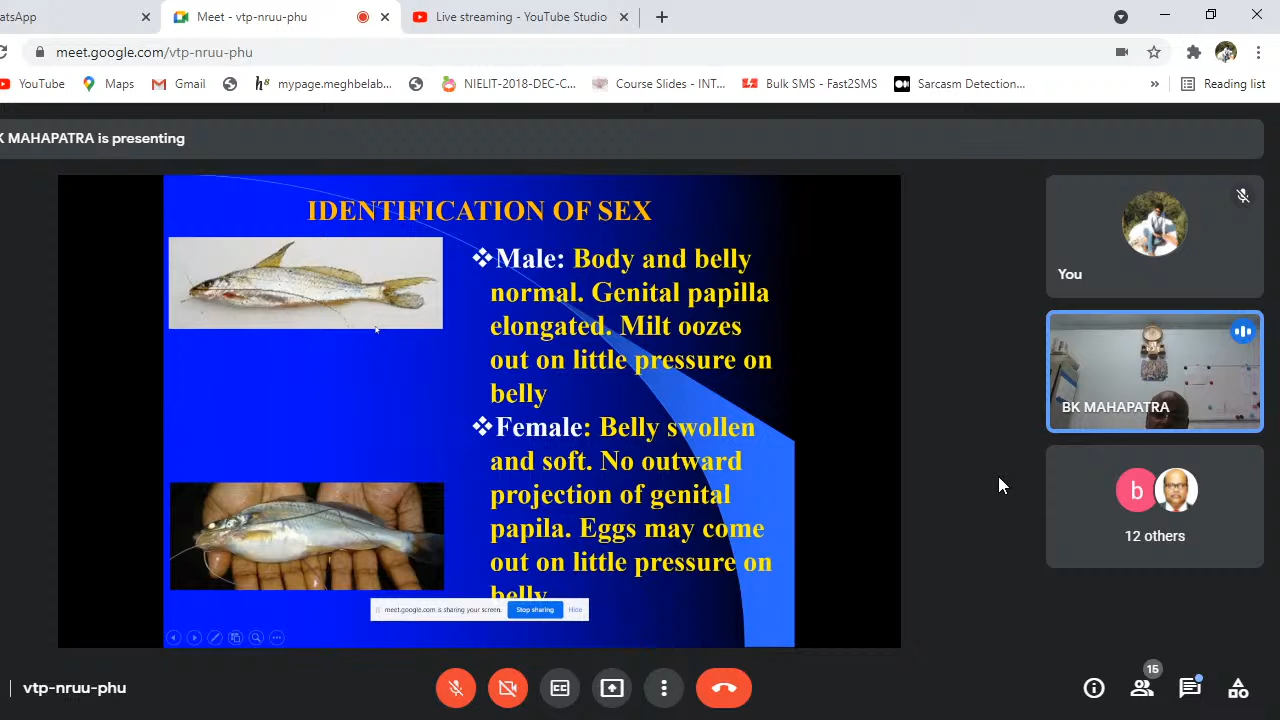 atsApp
Meet - vtp-nruu-phu
Live streaming - YouTube Studio
meet.google.com/vtp-nruu-phu
YouTube
Maps
Gmail
mypage.meghbelab...
NIELIT-2018-DEC-C...
Course Slides - INT...
Bulk SMS - Fast2SMS
Sarcasm Detection...
»
Reading list
K MAHAPATRA is presenting
IDENTIFICATION OF SEX
❖Male: Body and belly
normal. Genital papilla
elongated. Milt oozes
out on little pressure on
belly
❖Female: Belly swollen
and soft. No outward
projection of genital
papila. Eggs may come
out on little pressure on
belly
meet.google.com is sharing your screen.
Stop sharing
Hide
You
BK MAHAPATRA
b
12 others
vtp-nruu-phu
15